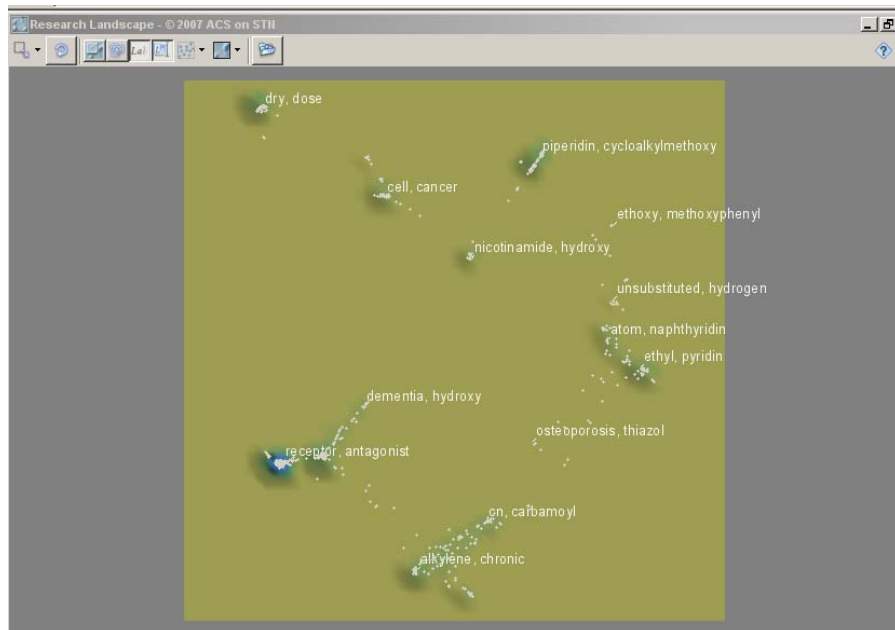 Research Landscape - © 2007 ACS on STN
Lal
dry, dose
piperidin, cycloalkylmethoxy
cell, cancer
ethoxy, methoxyphenyl
nicotinamide, hydroxy
unsubstituted, hydrogen
atom, naphthyridin
ethyl, pyridin
dementia, hydroxy
osteoporosis, thiazol
receptor, antagonist
cn, carbamoyl
alkylene, chronic